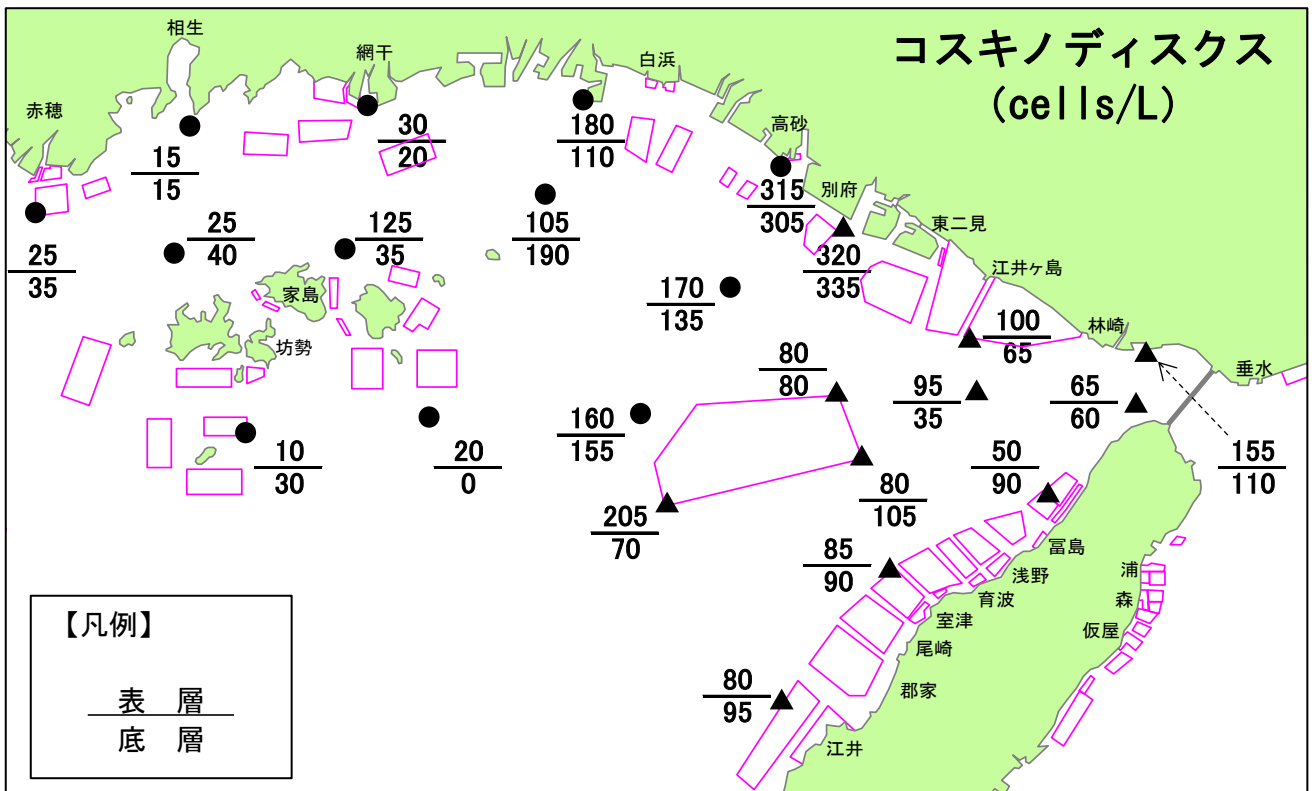 コスキノディスクス
(cells/L)
相生
網干
白浜
赤穂
高砂
別府
東二見
江井ヶ島
林崎
垂水
家島
坊勢
15
15
30
20
180
110
315
305
25
35
25
40
125
35
105
190
320
335
170
135
100
65
80
80
95
35
65
60
155
110
160
155
10
30
20
0
50
90
80
105
205
70
85
90
80
95
冨島
浅野
育波
室津
尾崎
郡家
江井
浦
森
仮屋
【凡例】
表 層
底 層